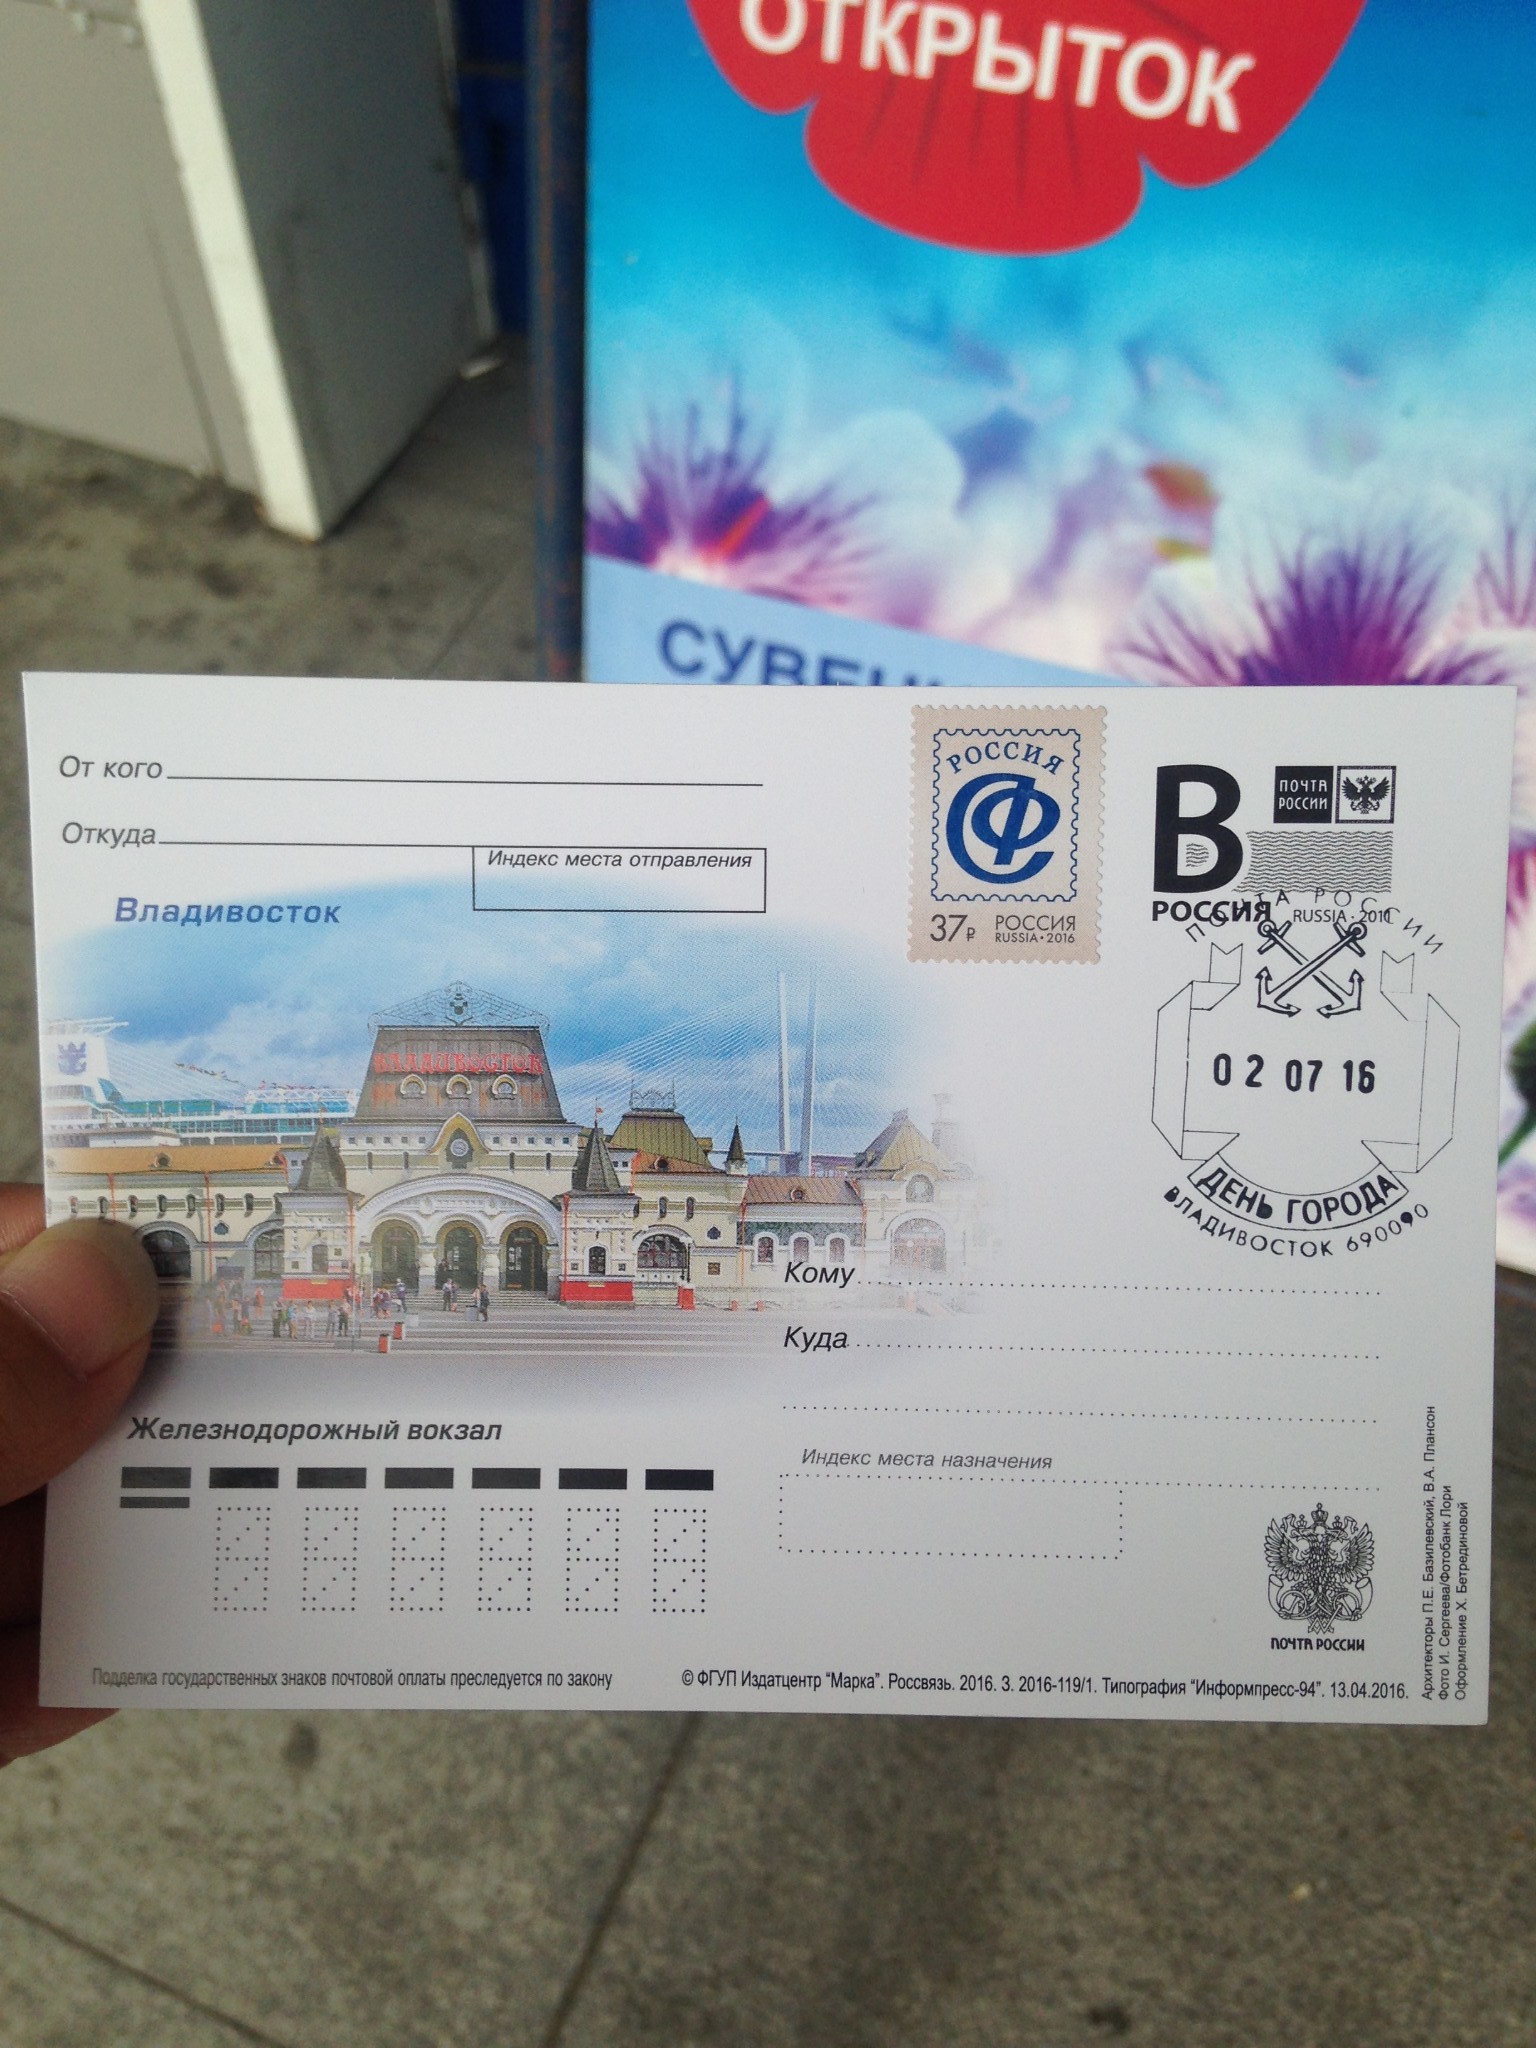 ОТКРЫТОК
От кого
Откуда
Индекс места отправления
Владивосток
РОССИЯ
37₽ РОССИЯ
RUSSIA•2016
В
ПОЧТА
РОССИИ
РОССИЯ RUSSIA•2011
ПОЧТА РОССИИ
02 07 16
ДЕНЬ ГОРОДА
ВЛАДИВОСТОК 690090
ВЛАДИВОСТОК
Кому
Куда
Железнодорожный вокзал
Индекс места назначения
ПОЧТА РОССИИ
Подделка государственных знаков почтовой оплаты преследуется по закону
© ФГУП Издатцентр "Марка". Россвязь. 2016. З. 2016-119/1. Типография "Информпресс-94". 13.04.2016.
Архитекторы П.Е. Базилевский, В.А. Плансон
Фото И. Сергеева/Фотобанк Лори
Оформление Х. Бетрединовой